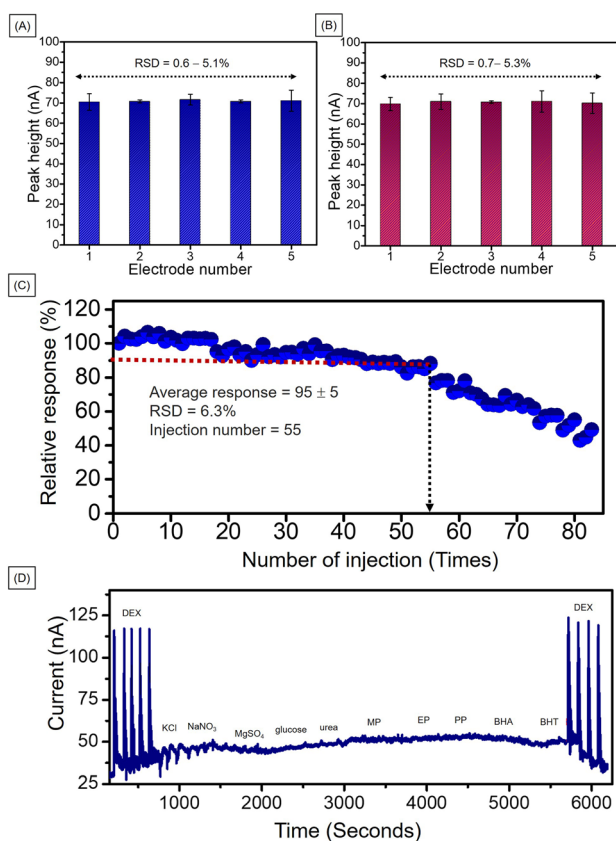 (A)
RSD = 0.6 – 5.1%
Peak height (nA)
100
90
80
70
60
50
40
30
20
10
0
1 2 3 4 5
Electrode number
(B)
RSD = 0.7– 5.3%
Peak height (nA)
100
90
80
70
60
50
40
30
20
10
0
1 2 3 4 5
Electrode number
(C)
Relative response (%)
120
100
80
60
40
20
0
Average response = 95 ± 5
RSD = 6.3%
Injection number = 55
0 10 20 30 40 50 60 70 80
Number of injection (Times)
(D)
Current (nA)
125
100
75
50
25
DEX
KCl NaNO₃ MgSO₄ glucose urea MP EP PP BHA BHT
DEX
1000 2000 3000 4000 5000 6000
Time (Seconds)